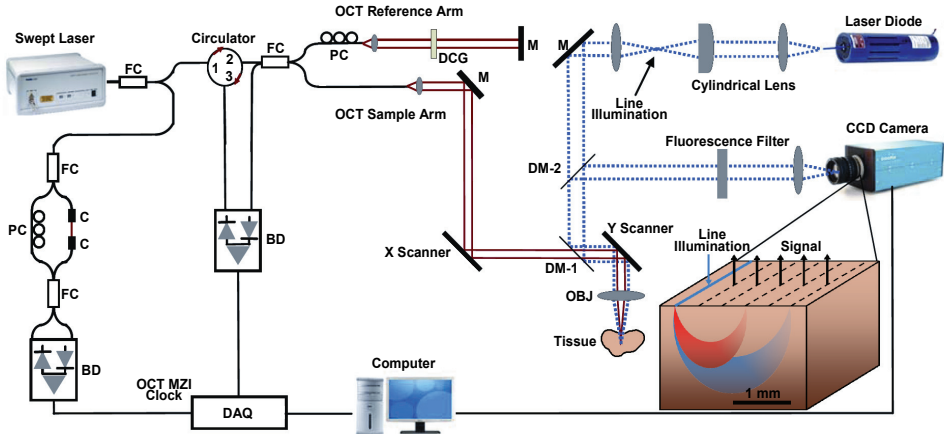 OCT Reference Arm
Swept Laser
FC
Circulator
1
2
3
FC
PC
DCG
M
M
OCT Sample Arm
M
Line
Illumination
Cylindrical Lens
Laser Diode
FC
PC
C
C
FC
BD
BD
X Scanner
DM-2
DM-1
Y Scanner
OBJ
Tissue
Fluorescence Filter
CCD Camera
Line
Illumination
Signal
1 mm
OCT MZI
Clock
DAQ
Computer